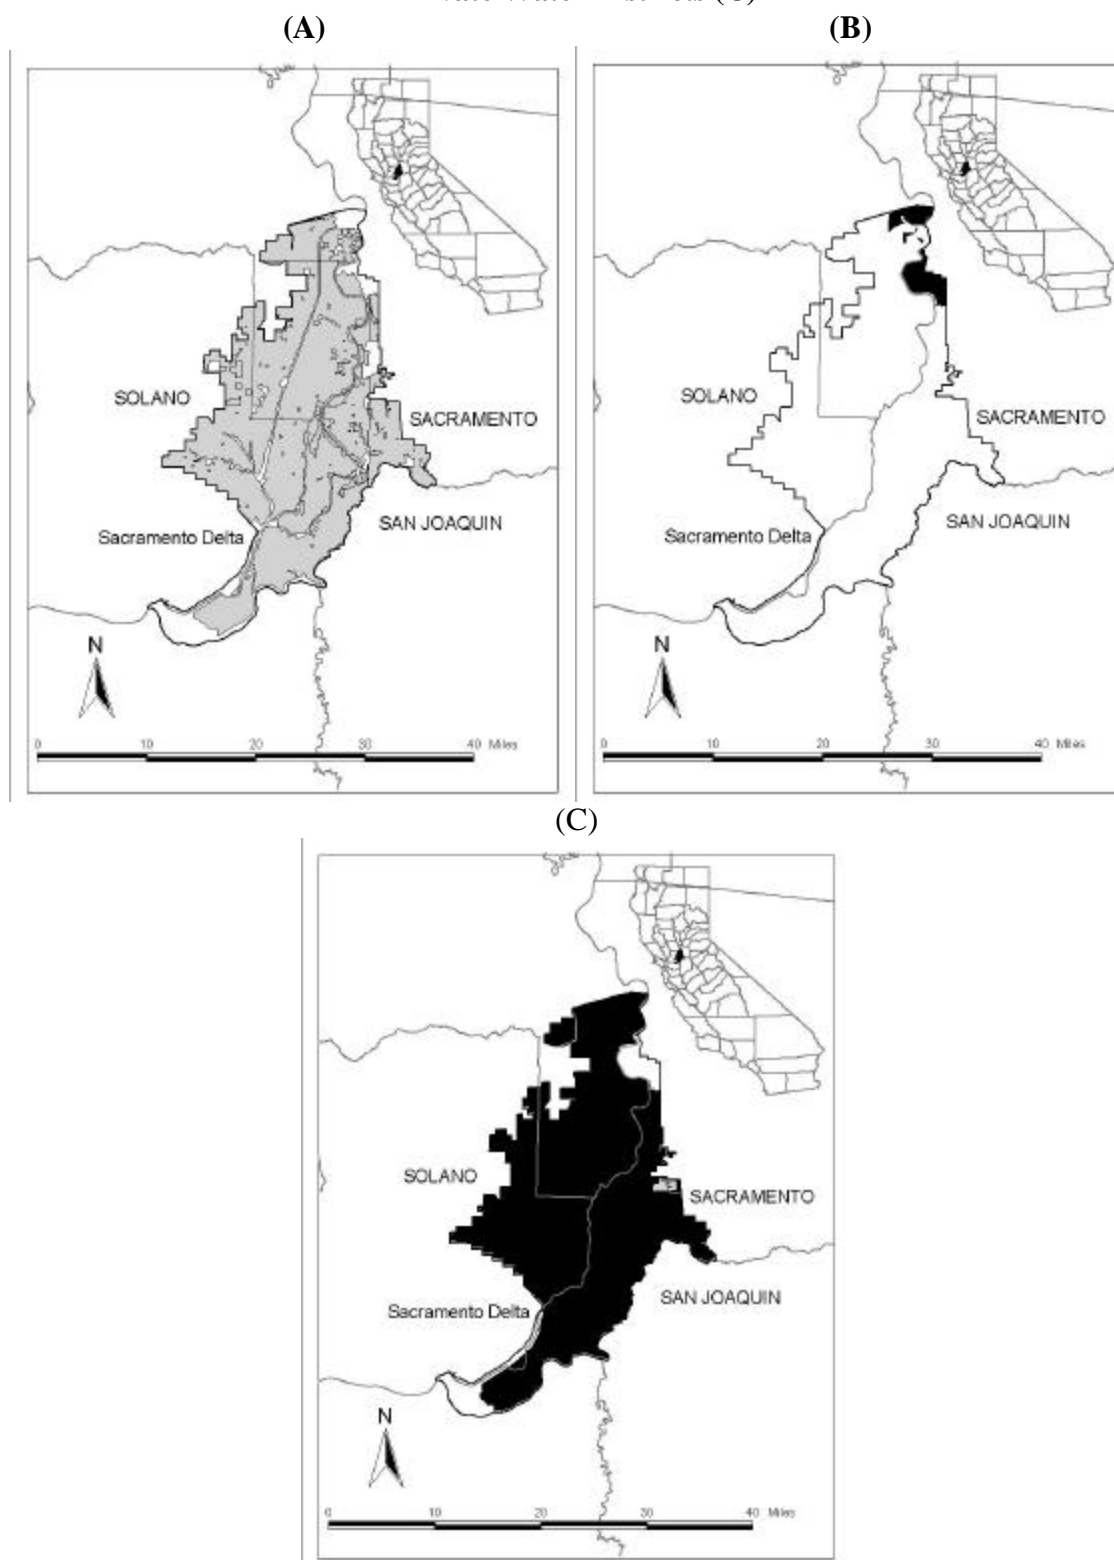 (C)
(A)
(B)
SOLANO
SACRAMENTO
SAN JOAQUIN
Sacramento Delta
N
0 10 20 30 40 Miles
SOLANO
SACRAMENTO
SAN JOAQUIN
Sacramento Delta
N
0 10 20 30 40 Miles
(C)
SOLANO
SACRAMENTO
SAN JOAQUIN
Sacramento Delta
N
0 10 20 30 40 Miles